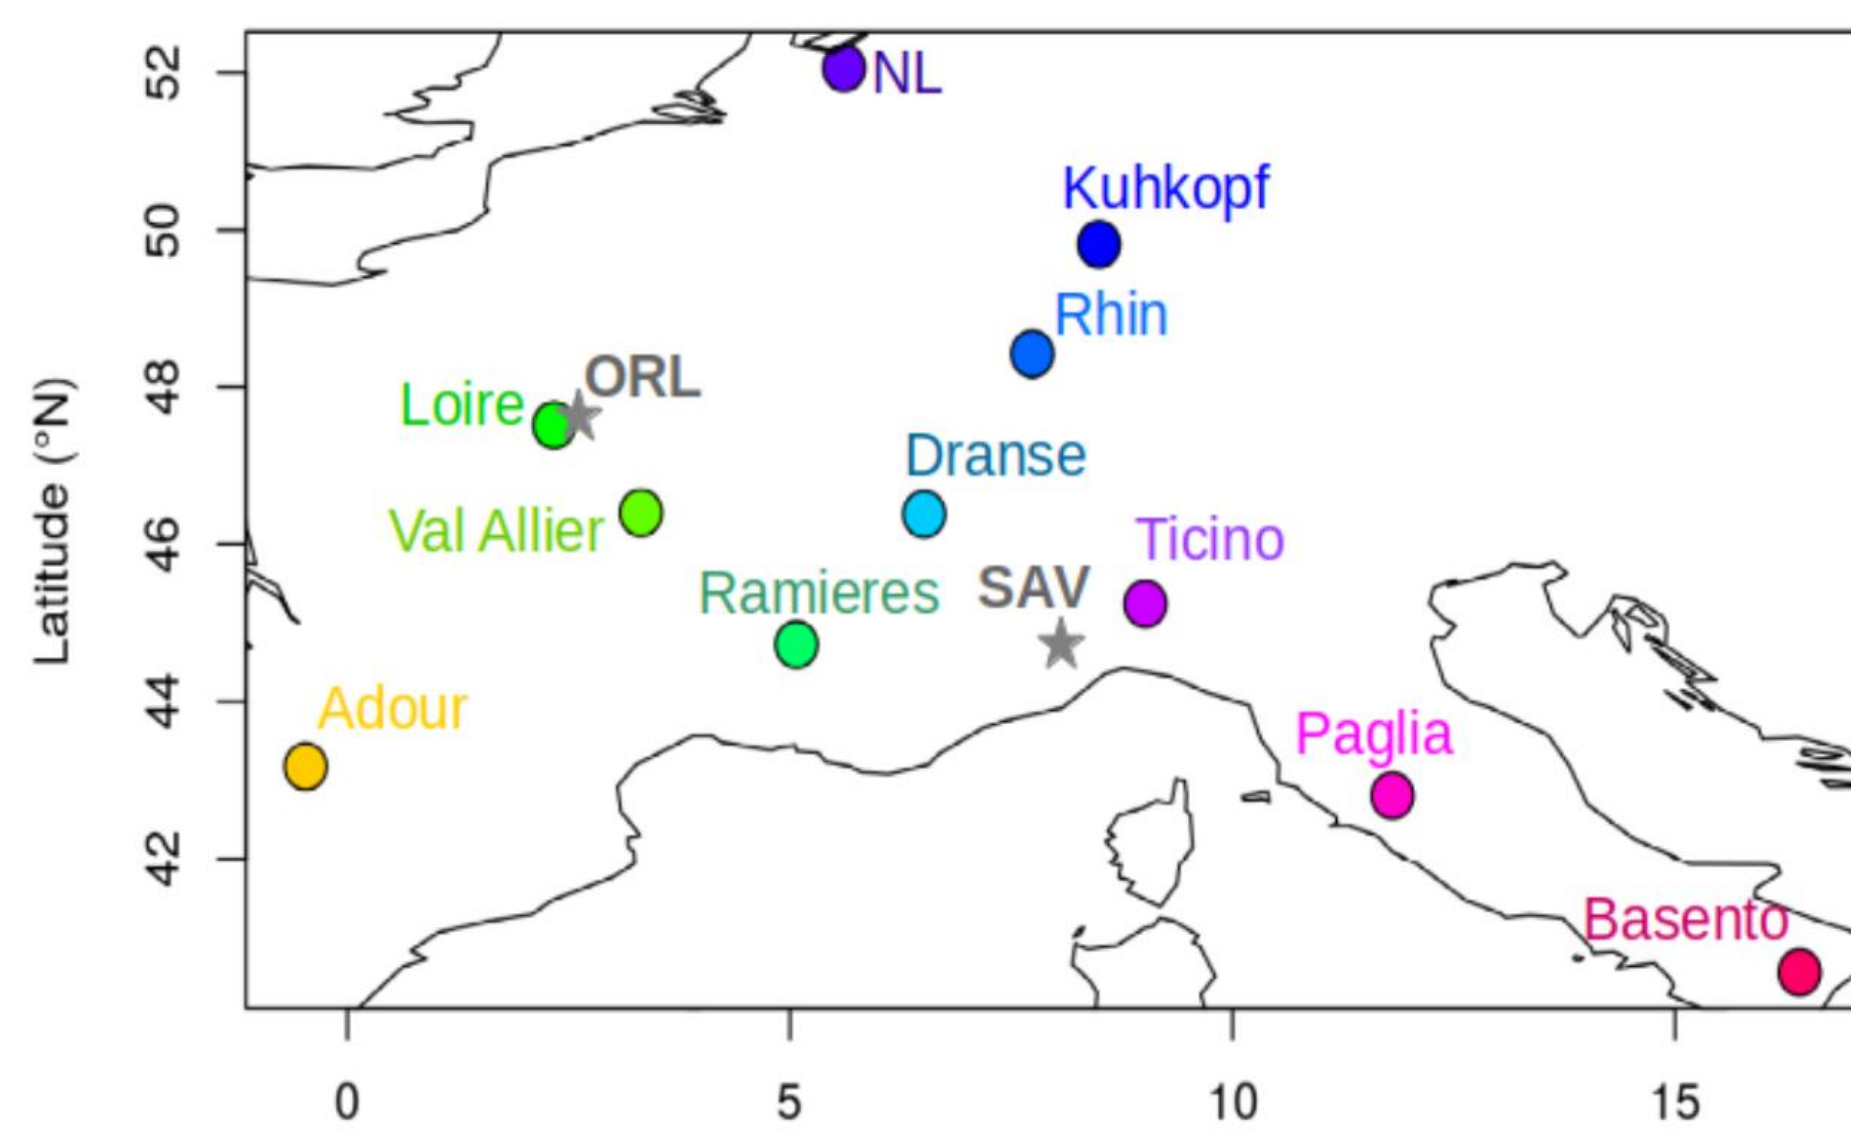 52
NL
Kuhkopf
50
Rhin
ORL
48
Loire
Dranse
Val Allier
46
Ticino
Ramieres
SAV
Latitude (°N)
44
Adour
Paglia
42
Basento
0
5
10
15